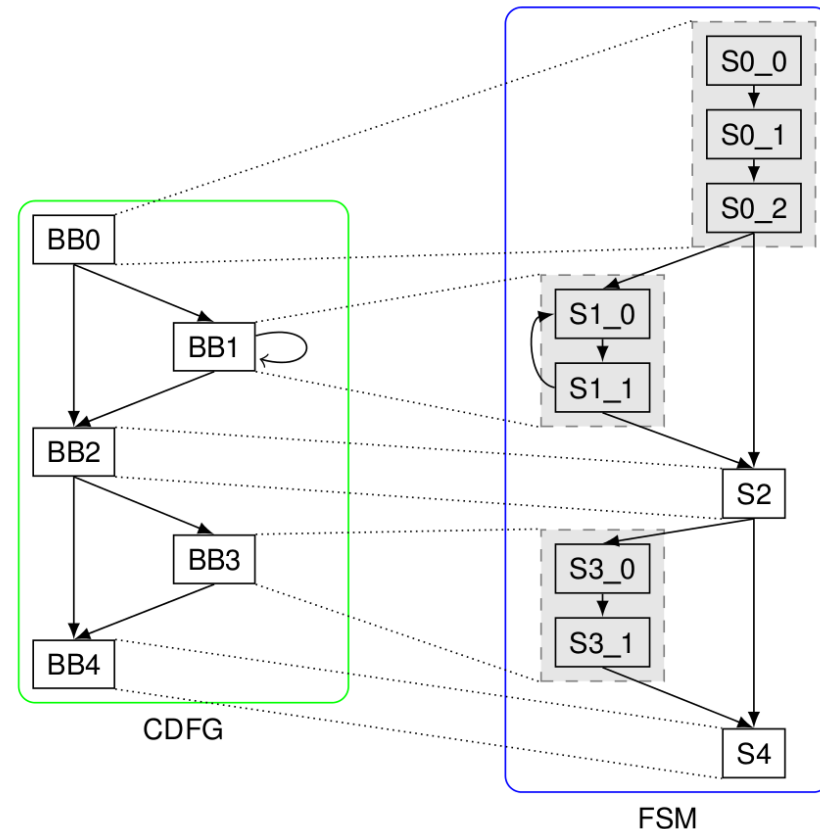 BB0
BB1
BB2
BB3
BB4
CDFG
S0_0
S0_1
S0_2
S1_0
S1_1
S2
S3_0
S3_1
S4
FSM